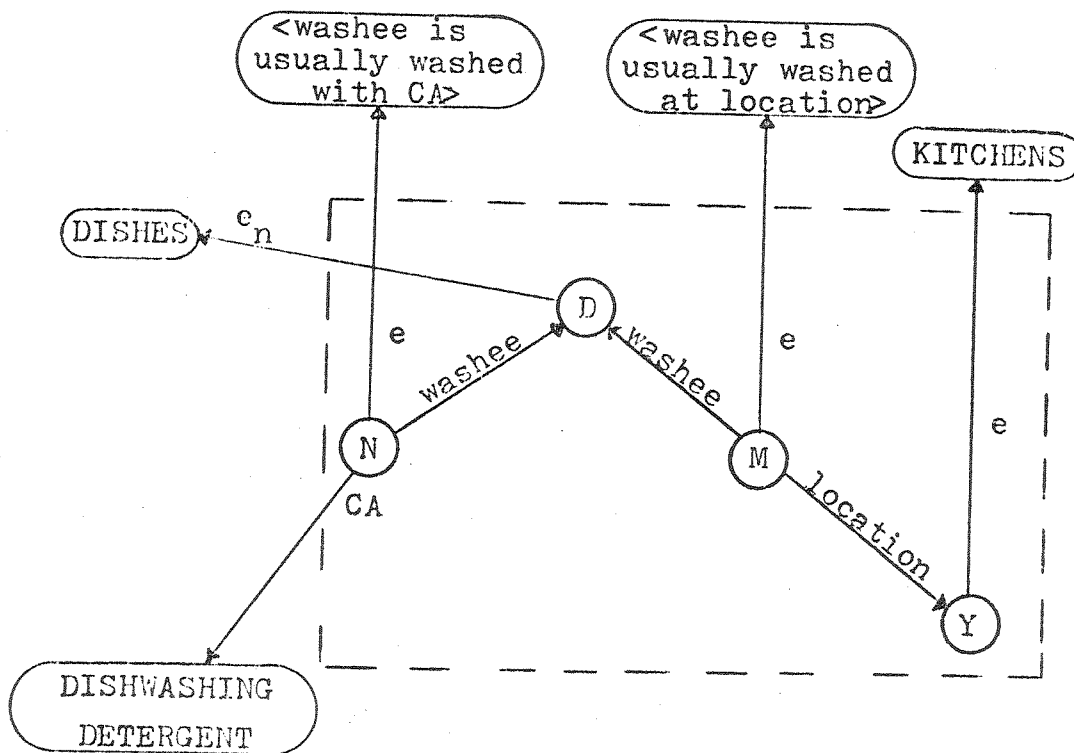 <washee is
usually washed
with CA>
<washee is
usually washed
at location>
KITCHENS
DISHES
e_n
D
e
washee
washee
e
e
N
M
CA
location
Y
DISHWASHING
DETERGENT